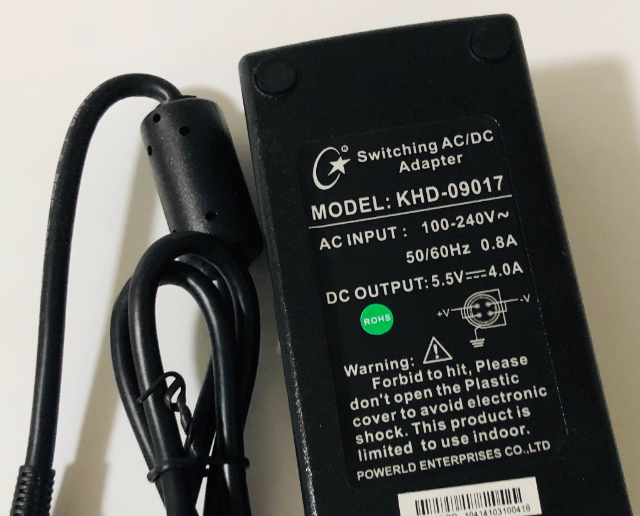 Switching AC/DC
Adapter
MODEL: KHD-09017
AC INPUT : 100-240V~
50/60Hz 0.8A
DC OUTPUT: 5.5V⎓4.0A
ROHS
+V -V
Warning:
Forbid to hit, Please
don't open the Plastic
cover to avoid electronic
shock. This product is
limited to use indoor.
POWERLD ENTERPRISES CO.,LTD
10414103100416